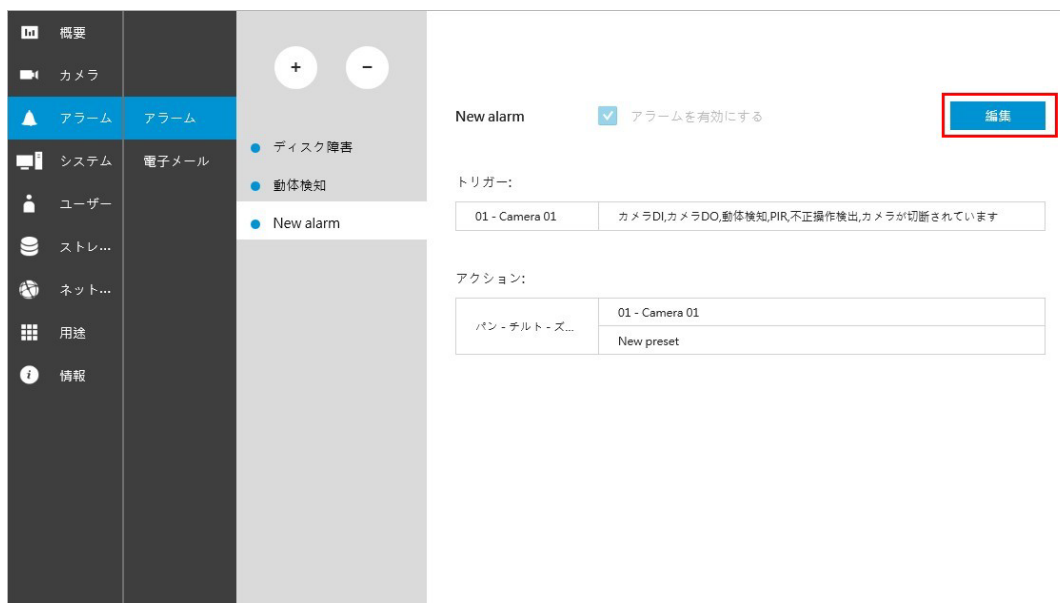 概要
カメラ
アラーム
システム
ユーザー
ストレ...
ネット...
用途
情報
アラーム
電子メール
+ −
ディスク障害
動体検知
New alarm
New alarm アラームを有効にする 編集
トリガー:
01 - Camera 01 カメラDI,カメラDO,動体検知,PIR,不正操作検出,カメラが切断されています
アクション:
パン - チルト - ズ...
01 - Camera 01
New preset